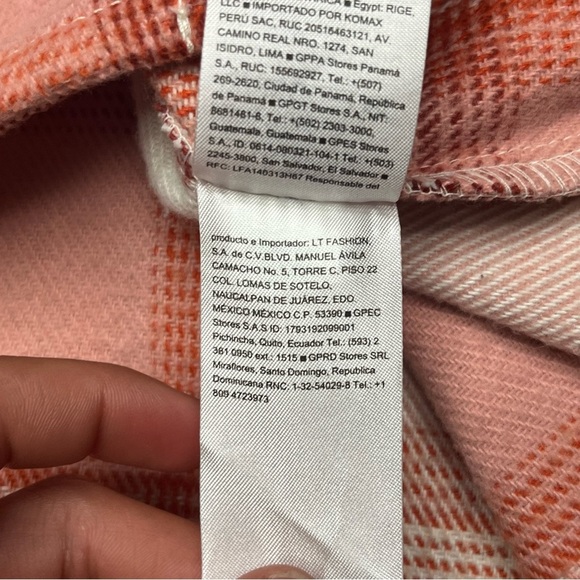 ■ Egypt: RIGE,
LLC ■ IMPORTADO POR KOMAX
PERÚ SAC, RUC 20516463121, AV.
CAMINO REAL NRO. 1274, SAN
ISIDRO, LIMA ■ GPPA Stores Panamá
S.A., RUC: 155692927, Tel.: +(507)
269-2620, Ciudad de Panamá, República
de Panamá ■ GPGT Stores S.A., NIT:
8651461-6, Tel.: +(502) 2303-3000,
Guatemala, Guatemala ■ GPES Stores
S.A., ID: 0614-080321-104-1 Tel.: +(503)
2245-3800, San Salvador, El Salvador ■
RFC: LFA140313H67 Responsable del
producto e Importador: LT FASHION,
S.A. de C.V.BLVD. MANUEL ÁVILA
CAMACHO No. 5, TORRE C, PISO 22
COL. LOMAS DE SOTELO,
NAUCALPAN DE JUÁREZ, EDO.
MÉXICO MÉXICO C.P. 53390 ■ GPEC
Stores S.A.S ID: 1793192099001
Pichincha, Quito, Ecuador Tel.: (593) 2
361 0950 ext.: 1515 ■ GPRD Stores SRL
Miraflores, Santo Domingo, Republica
Dominicana RNC: 1-32-54029-8 Tel.: +1
809 4723973